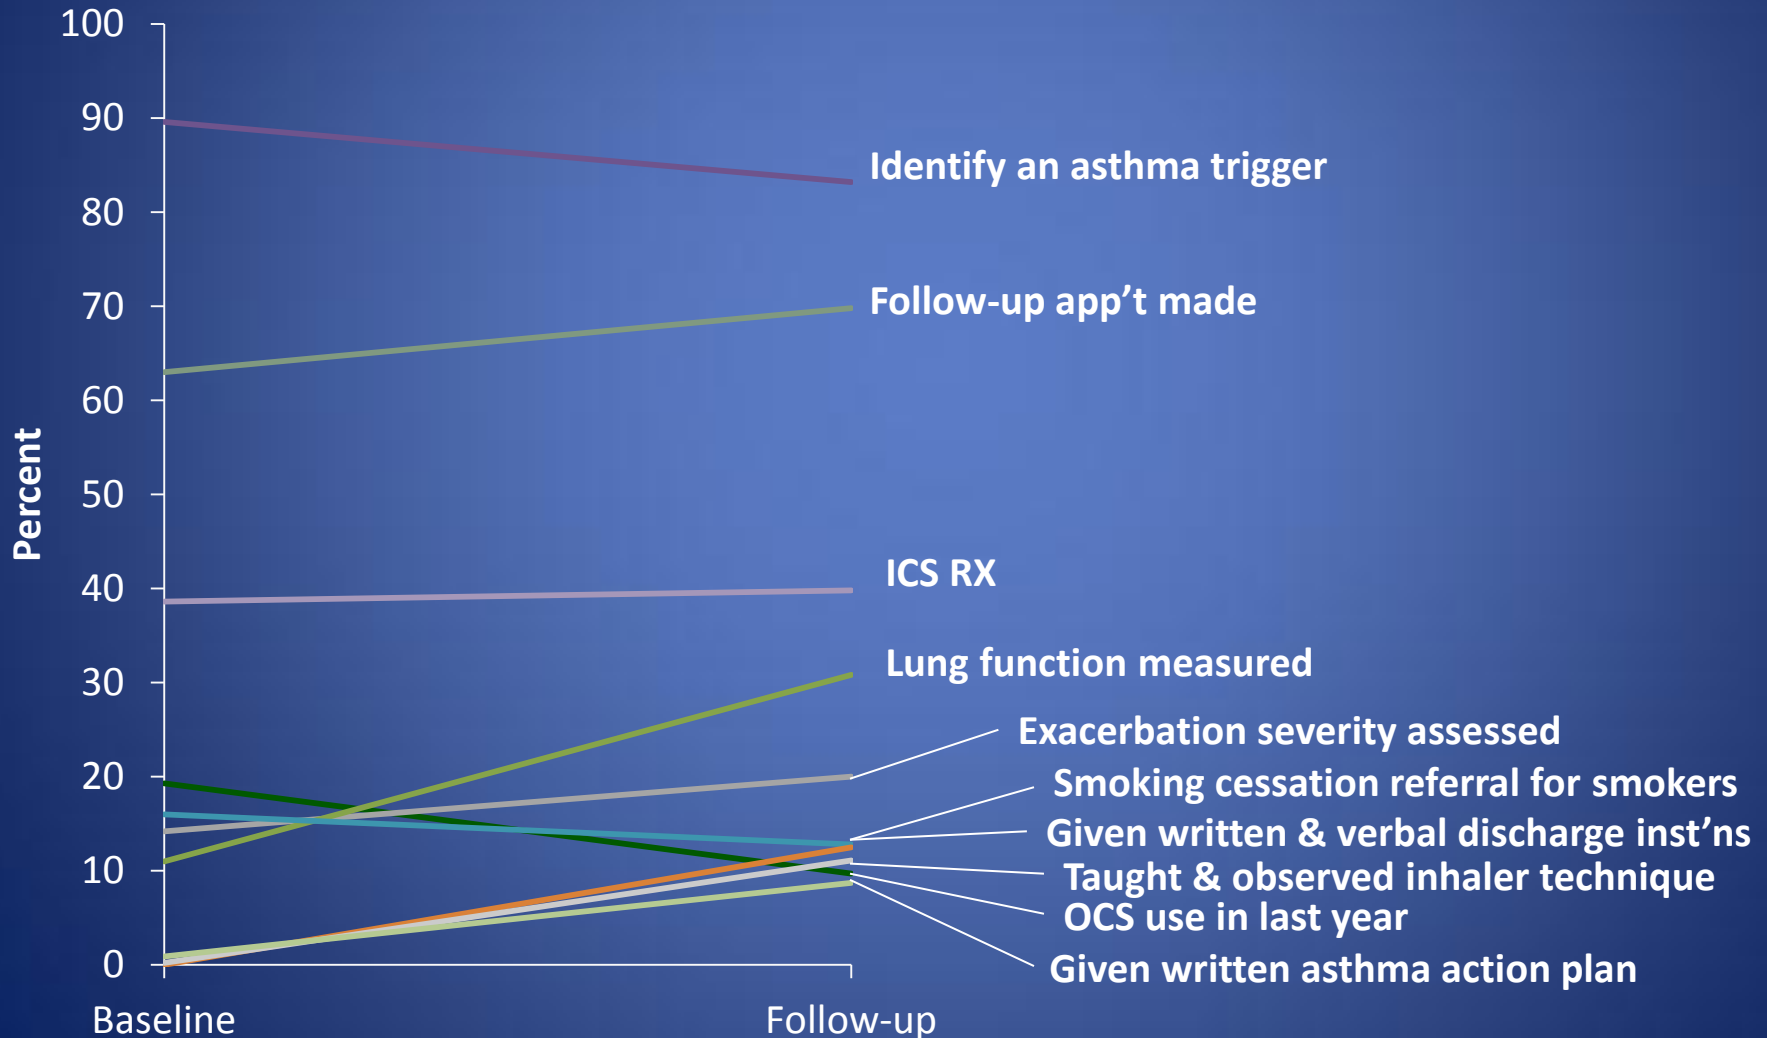 100
90
80
70
60
50
40
30
20
10
0
Percent
Baseline
Follow-up
Identify an asthma trigger
Follow-up app’t made
ICS RX
Lung function measured
Exacerbation severity assessed
Smoking cessation referral for smokers
Given written & verbal discharge inst’ns
Taught & observed inhaler technique
OCS use in last year
Given written asthma action plan